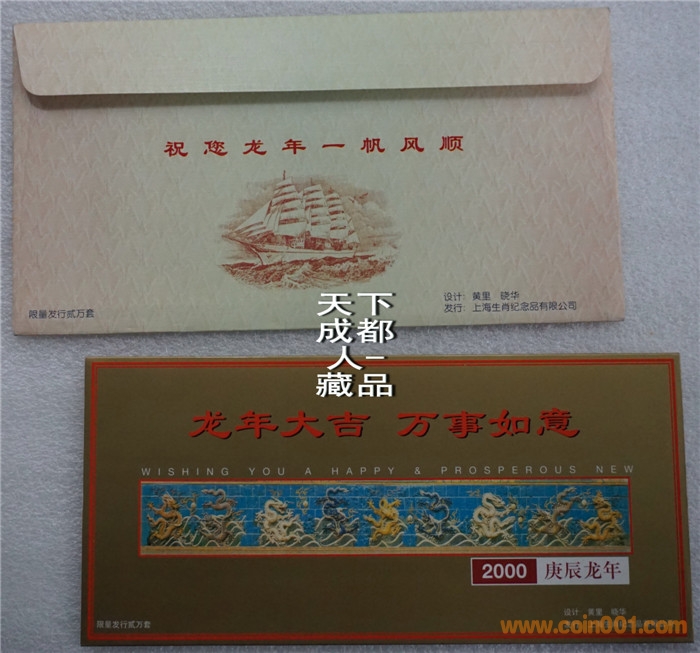 祝您龙年一帆风顺
设计: 黄里 晓华
发行: 上海生肖纪念品有限公司
限量发行贰万套
天下
成都
人-
藏品
龙年大吉 万事如意
WISHING YOU A HAPPY & PROSPEROUS NEW
2000 庚辰龙年
限量发行贰万套
设计: 黄里 晓华
www.coin001.com